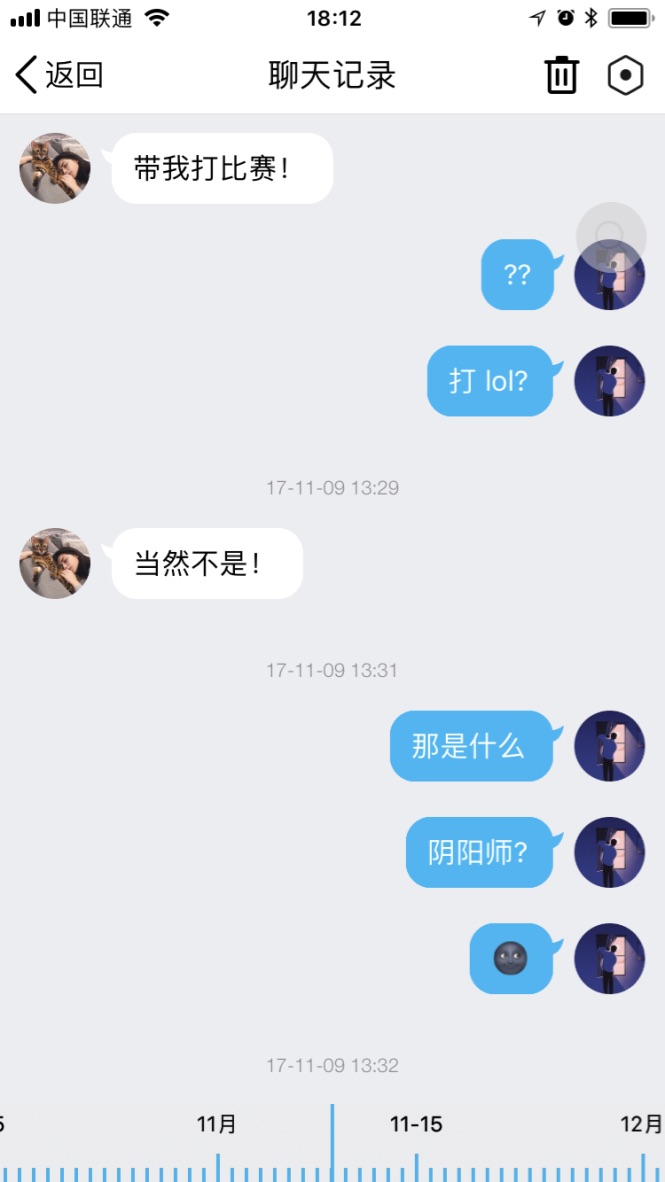 中国联通
18:12
返回
聊天记录
带我打比赛！
??
打 lol?
17-11-09 13:29
当然不是！
17-11-09 13:31
那是什么
阴阳师?
17-11-09 13:32
5
11月
11-15
12月